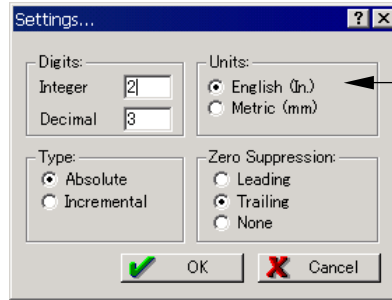 Settings...
Digits:
Integer 2
Decimal 3
Units:
English (In.)
Metric (mm)
Type:
Absolute
Incremental
Zero Suppression:
Leading
Trailing
None
OK Cancel